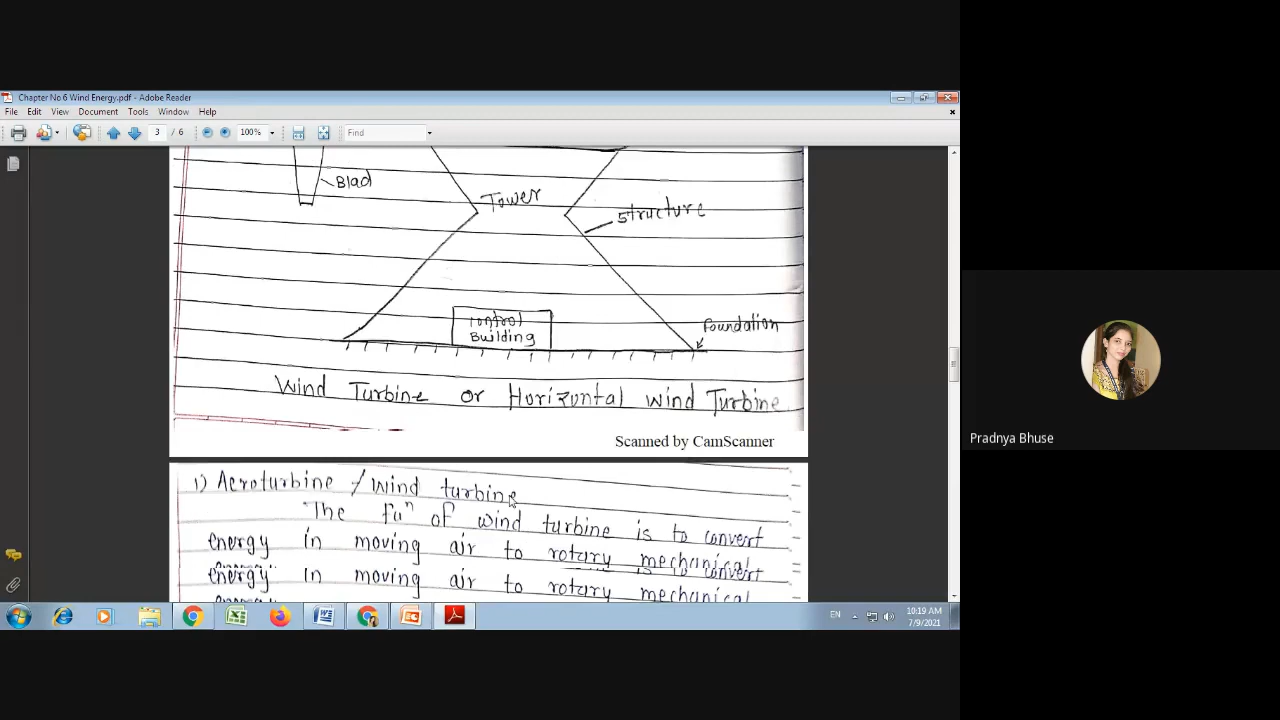 Chapter No 6 Wind Energy.pdf - Adobe Reader
File Edit View Document Tools Window Help
3 / 6 100% Find
Blad
Tower
Structure
Control
Building
Foundation
Wind Turbine or Horizontal wind Turbine
Scanned by CamScanner
1) Aeroturbine / wind turbine
The fuⁿ of wind turbine is to convert
energy in moving air to rotary mechanical
energy in moving air to rotary mechanical
Pradnya Bhuse
EN 10:19 AM
7/9/2021